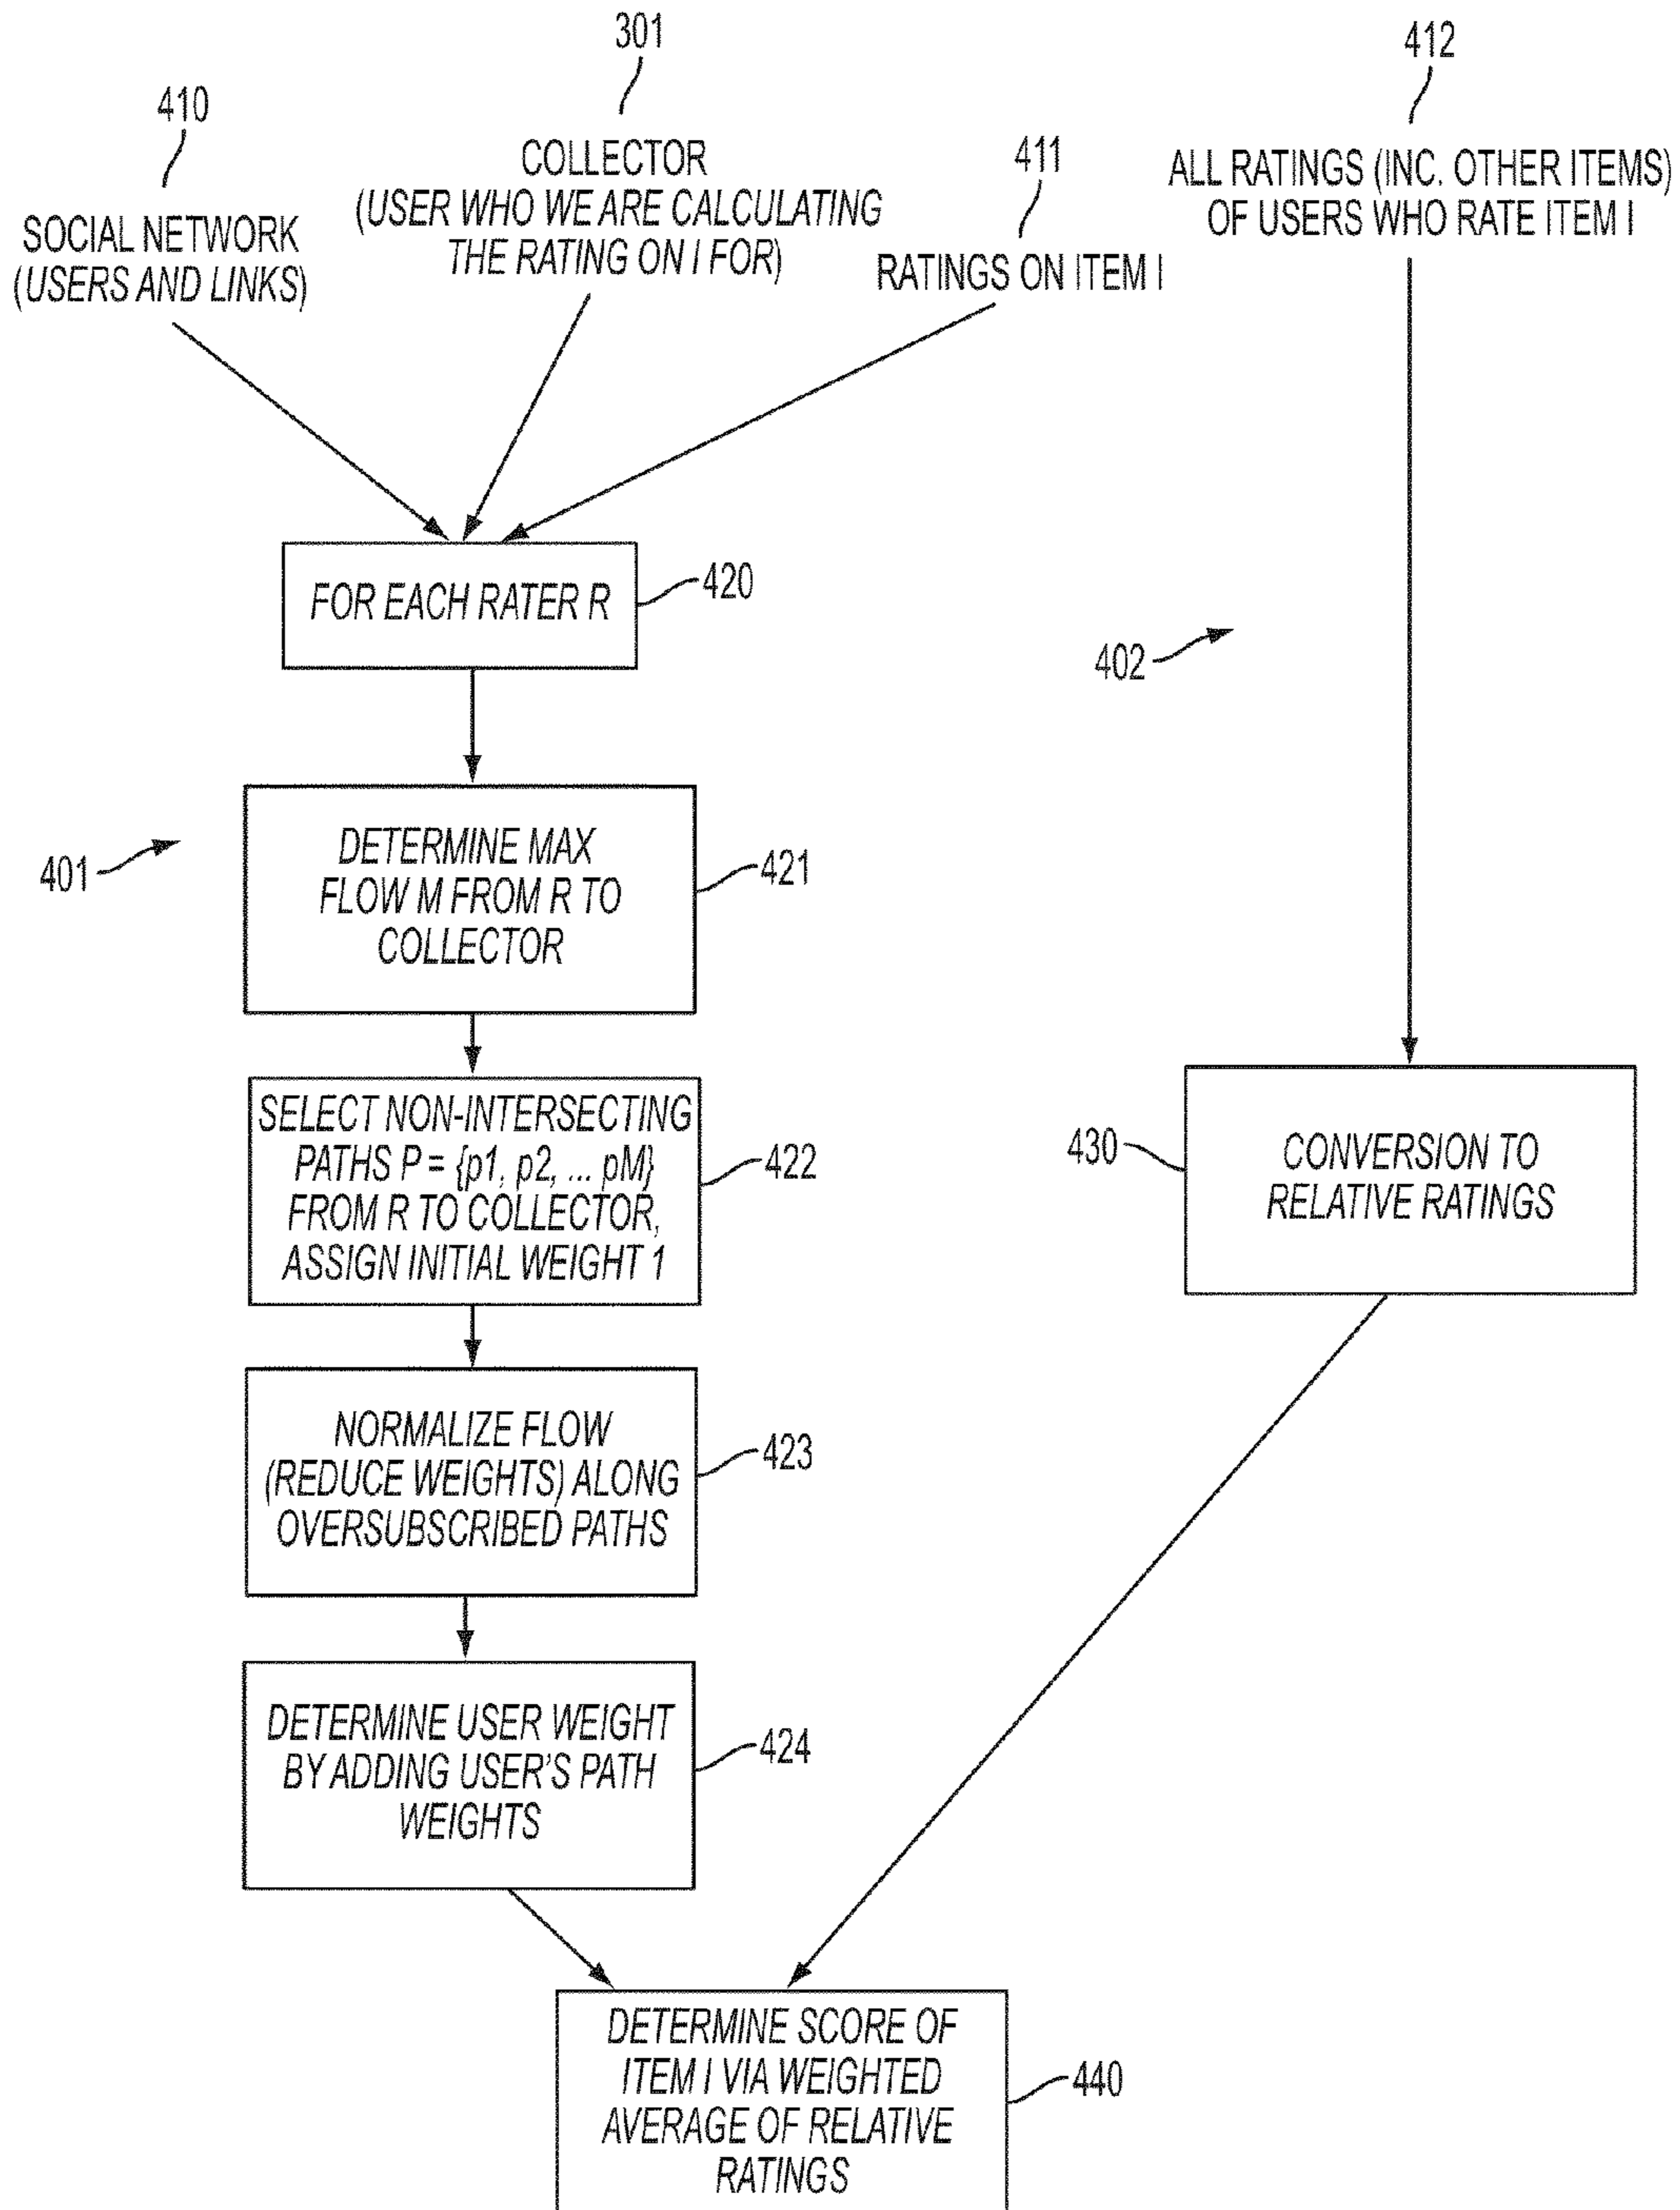 301
412
410
COLLECTOR
(USER WHO WE ARE CALCULATING
THE RATING ON I FOR)
411
ALL RATINGS (INC. OTHER ITEMS)
OF USERS WHO RATE ITEM I
SOCIAL NETWORK
(USERS AND LINKS)
RATINGS ON ITEM I
FOR EACH RATER R
420
402
401
DETERMINE MAX
FLOW M FROM R TO
COLLECTOR
421
SELECT NON-INTERSECTING
PATHS P = {p1, p2, ... pM}
FROM R TO COLLECTOR,
ASSIGN INITIAL WEIGHT 1
422
430
CONVERSION TO
RELATIVE RATINGS
NORMALIZE FLOW
(REDUCE WEIGHTS) ALONG
OVERSUBSCRIBED PATHS
423
DETERMINE USER WEIGHT
BY ADDING USER'S PATH
WEIGHTS
424
DETERMINE SCORE OF
ITEM I VIA WEIGHTED
AVERAGE OF RELATIVE
RATINGS
440